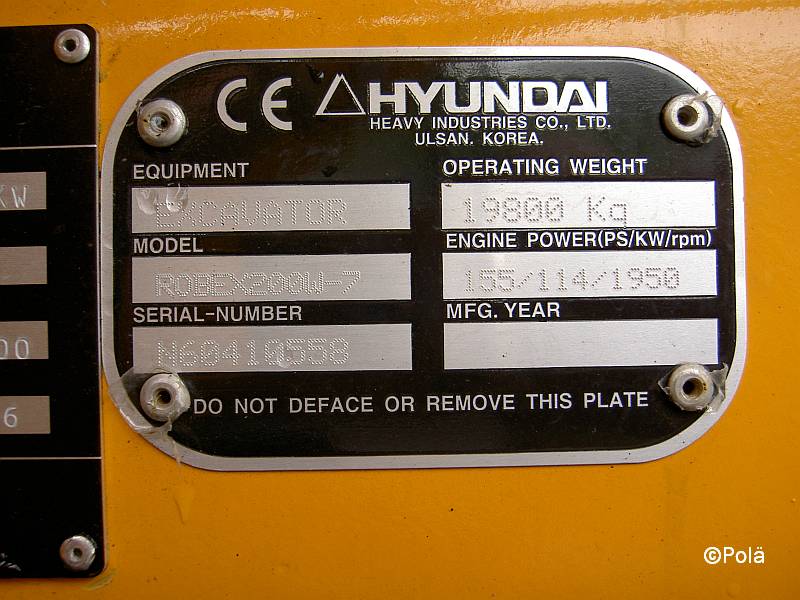 KW
00
6
CE HYUNDAI
HEAVY INDUSTRIES CO., LTD.
ULSAN. KOREA.
EQUIPMENT
EXCAVATOR
MODEL
ROBEX200W-7
SERIAL-NUMBER
N60410558
OPERATING WEIGHT
19800 Kg
ENGINE POWER(PS/KW/rpm)
155/114/1950
MFG. YEAR
DO NOT DEFACE OR REMOVE THIS PLATE
©Polä